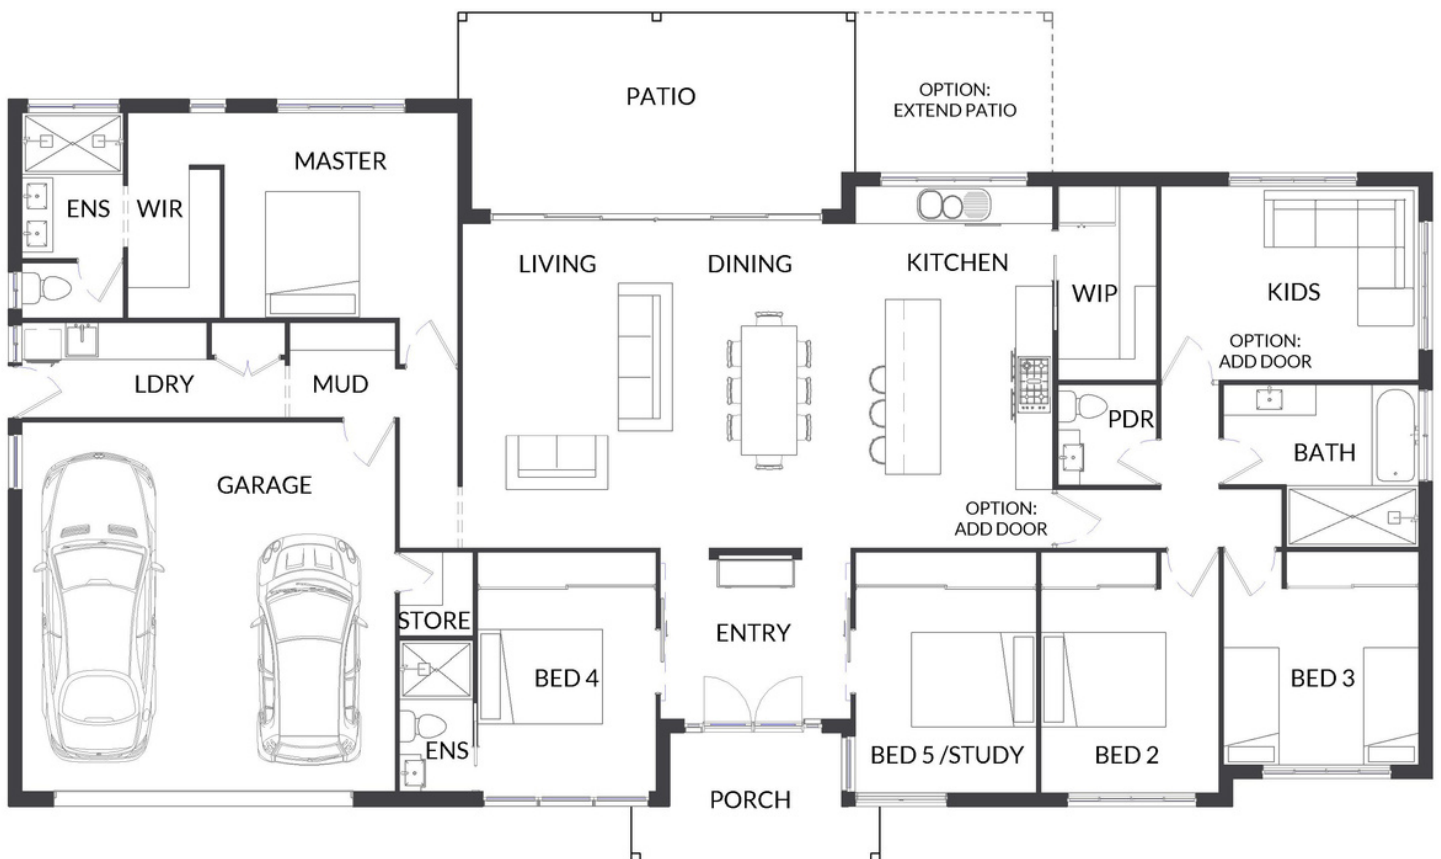 PATIO
OPTION:
EXTEND PATIO
MASTER
ENS
WIR
LIVING
DINING
KITCHEN
WIP
KIDS
OPTION:
ADD DOOR
LDRY
MUD
PDR
BATH
GARAGE
OPTION:
ADD DOOR
STORE
ENTRY
BED 4
BED 3
ENS
BED 5 /STUDY
BED 2
PORCH